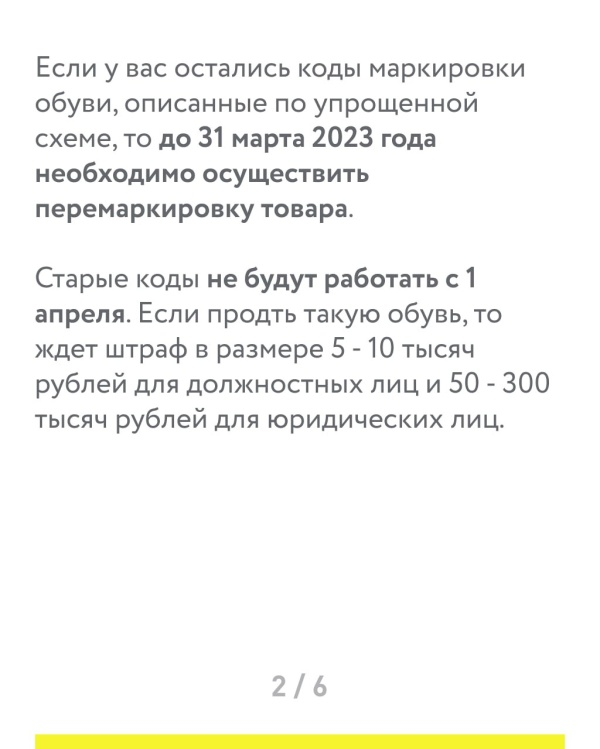 Если у вас остались коды маркировки
обуви, описанные по упрощенной
схеме, то до 31 марта 2023 года
необходимо осуществить
перемаркировку товара.
Старые коды не будут работать с 1
апреля. Если продть такую обувь, то
ждет штраф в размере 5 - 10 тысяч
рублей для должностных лиц и 50 - 300
тысяч рублей для юридических лиц.
2 / 6